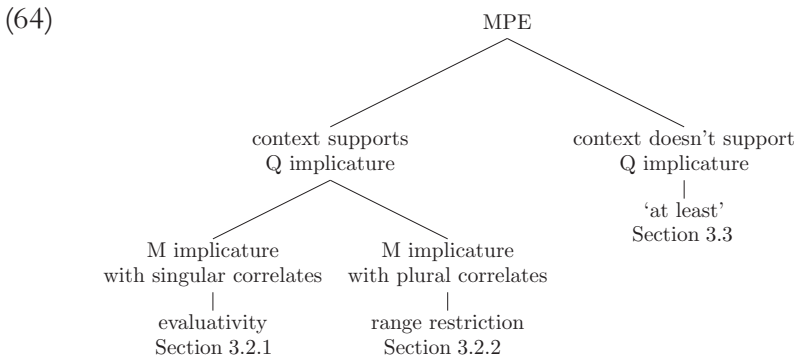 (64)
MPE
context supports
Q implicature
context doesn't support
Q implicature
'at least'
Section 3.3
M implicature
with singular correlates
evaluativity
Section 3.2.1
M implicature
with plural correlates
range restriction
Section 3.2.2